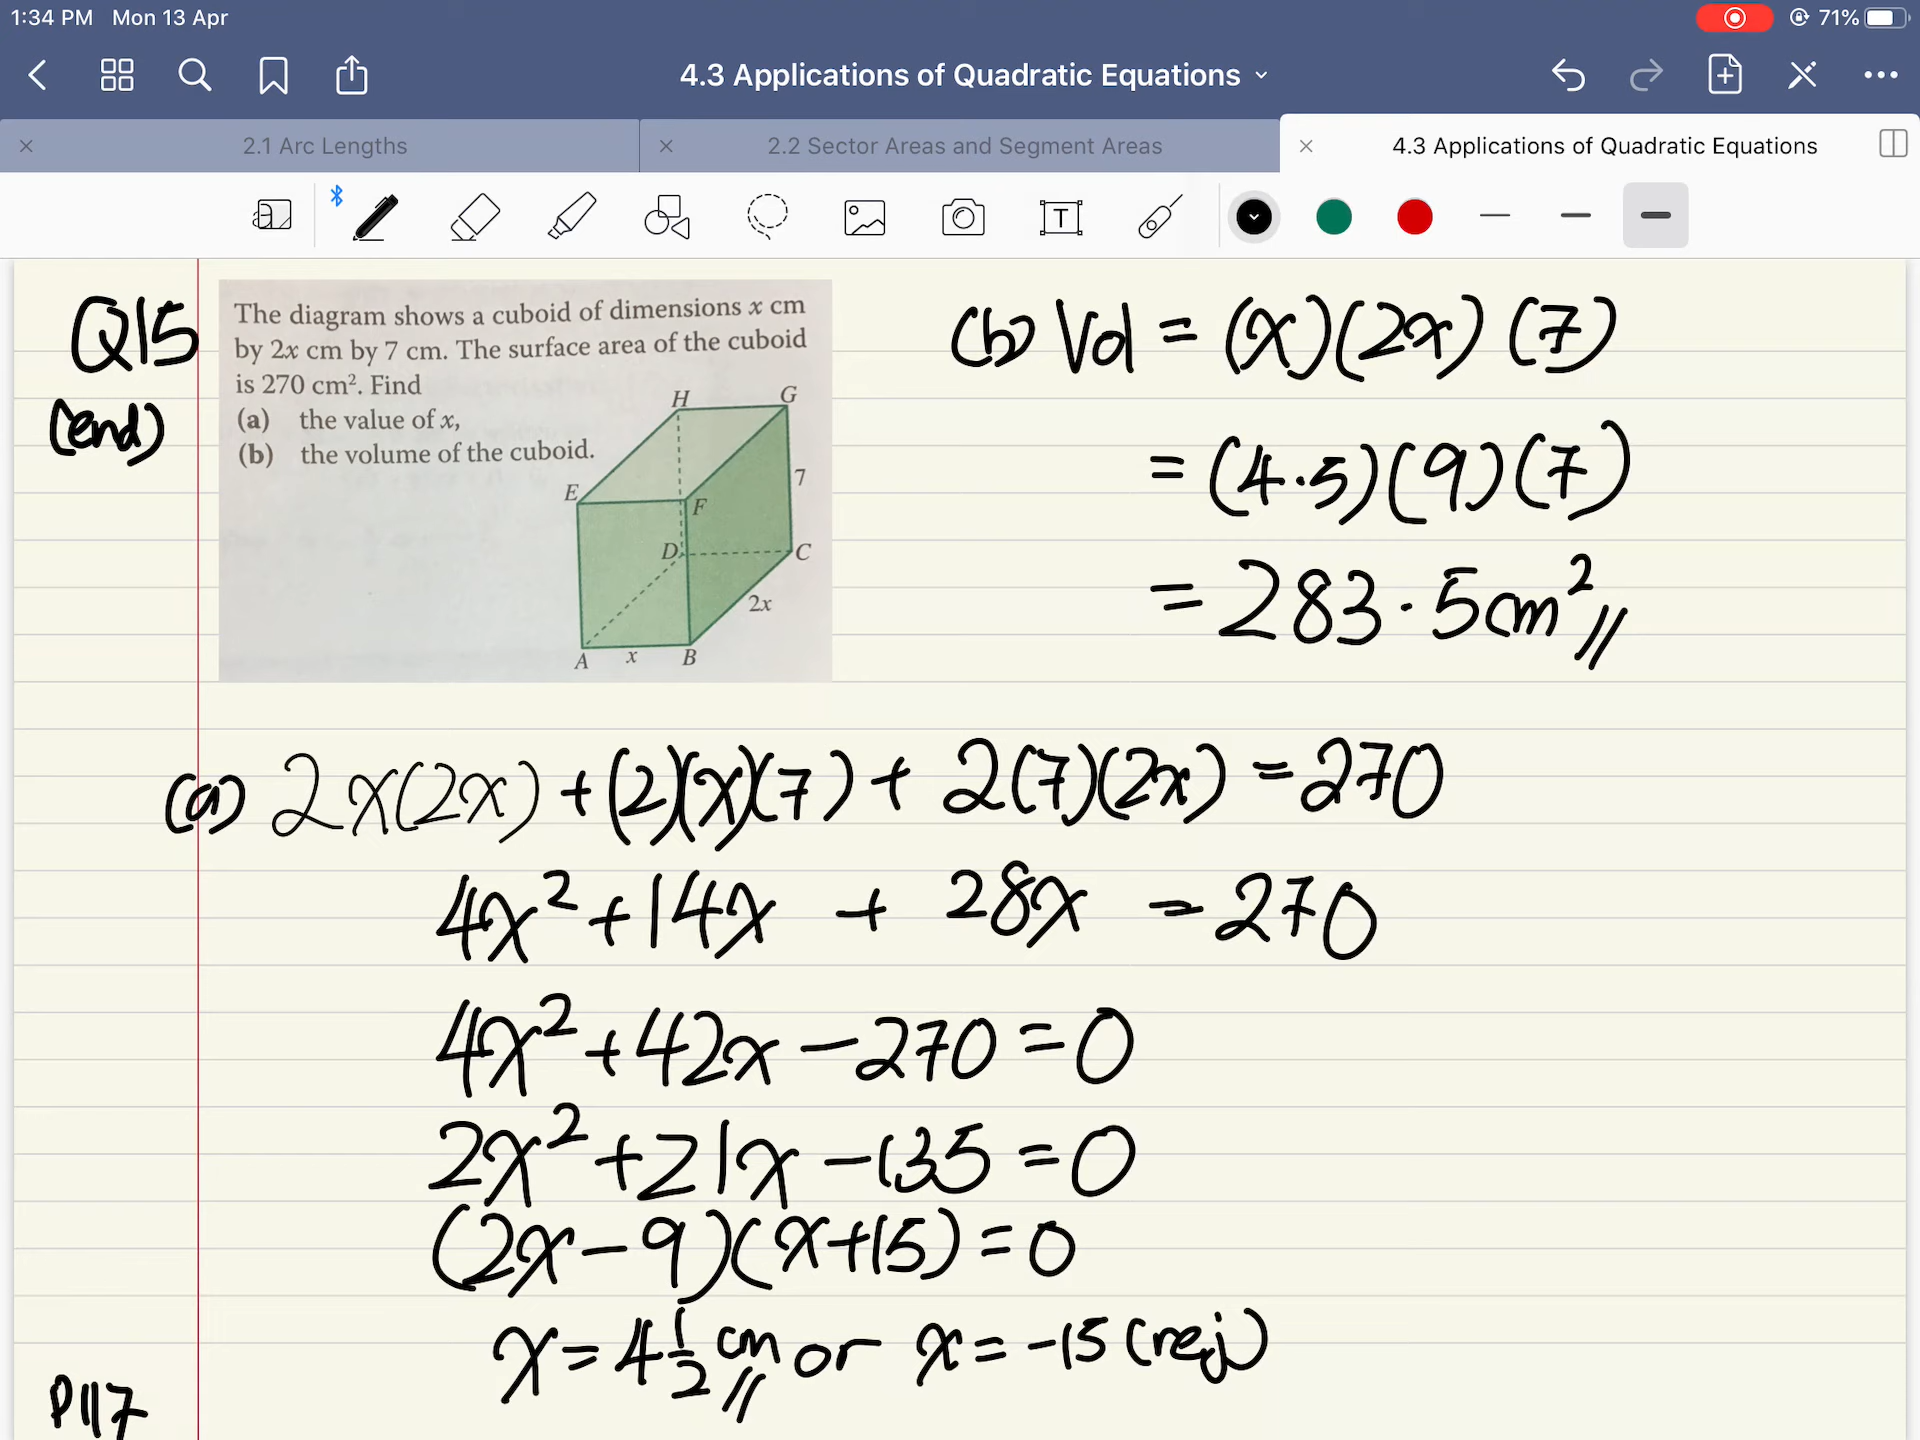 1:34 PM Mon 13 Apr 71%
4.3 Applications of Quadratic Equations
2.1 Arc Lengths
2.2 Sector Areas and Segment Areas
4.3 Applications of Quadratic Equations
T
Q15
(end)
The diagram shows a cuboid of dimensions x cm
by 2x cm by 7 cm. The surface area of the cuboid
is 270 cm². Find
(a) the value of x,
(b) the volume of the cuboid.
H G
7
E F
D C
2x
A x B
(b) Vol = (x)(2x)(7)
= (4.5)(9)(7)
= 283.5cm²//
(a) 2x(2x) + (2)(x)(7) + 2(7)(2x) = 270
4x² + 14x + 28x = 270
4x² + 42x - 270 = 0
2x² + 21x - 135 = 0
(2x - 9)(x + 15) = 0
x = 4½ cm// or x = -15 (rej)
P117